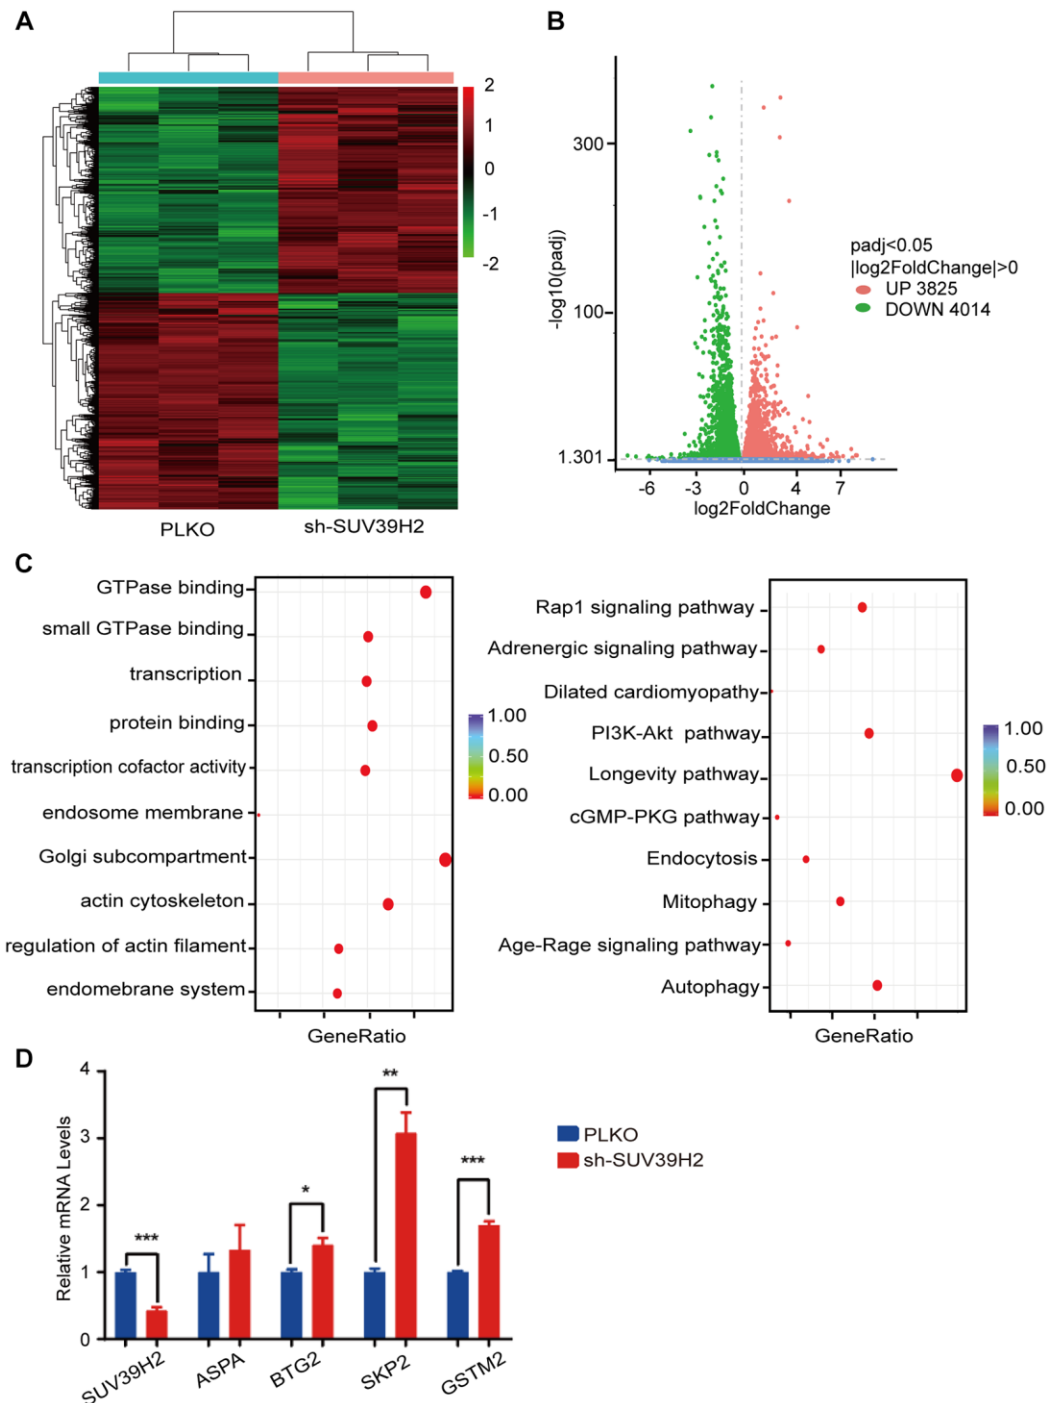 A
2
1
0
-1
-2
PLKO
sh-SUV39H2
B
-log10(padj)
300
100
1.301
-6
-3
0
4
7
log2FoldChange
padj<0.05
|log2FoldChange|>0
UP 3825
DOWN 4014
C
GTPase binding
small GTPase binding
transcription
protein binding
transcription cofactor activity
endosome membrane
Golgi subcompartment
actin cytoskeleton
regulation of actin filament
endomebrane system
GeneRatio
1.00
0.50
0.00
Rap1 signaling pathway
Adrenergic signaling pathway
Dilated cardiomyopathy
PI3K-Akt pathway
Longevity pathway
cGMP-PKG pathway
Endocytosis
Mitophagy
Age-Rage signaling pathway
Autophagy
GeneRatio
1.00
0.50
0.00
D
Relative mRNA Levels
4
3
2
1
0
***
*
**
***
SUV39H2
ASPA
BTG2
SKP2
GSTM2
PLKO
sh-SUV39H2